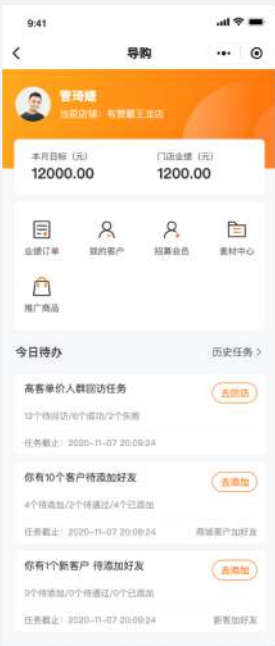 9:41
导购
管琦婕
当前店铺：有赞霸王龙店
本月目标（元）
门店业绩（元）
12000.00
1200.00
业绩订单
我的客户
招募会员
素材中心
推广商品
今日待办
历史任务
高客单价人群回访任务
去回访
12个待回访/6个成功/2个失败
任务截止：2020-11-07 20:09:24
你有10个客户待添加好友
去添加
4个待添加/2个待通过/4个已添加
任务截止：2020-11-07 20:09:24
商城客户加好友
你有1个新客户 待添加好友
去添加
0个待添加/0个待通过/0个已添加
任务截止：2020-11-07 20:09:24
新客加好友